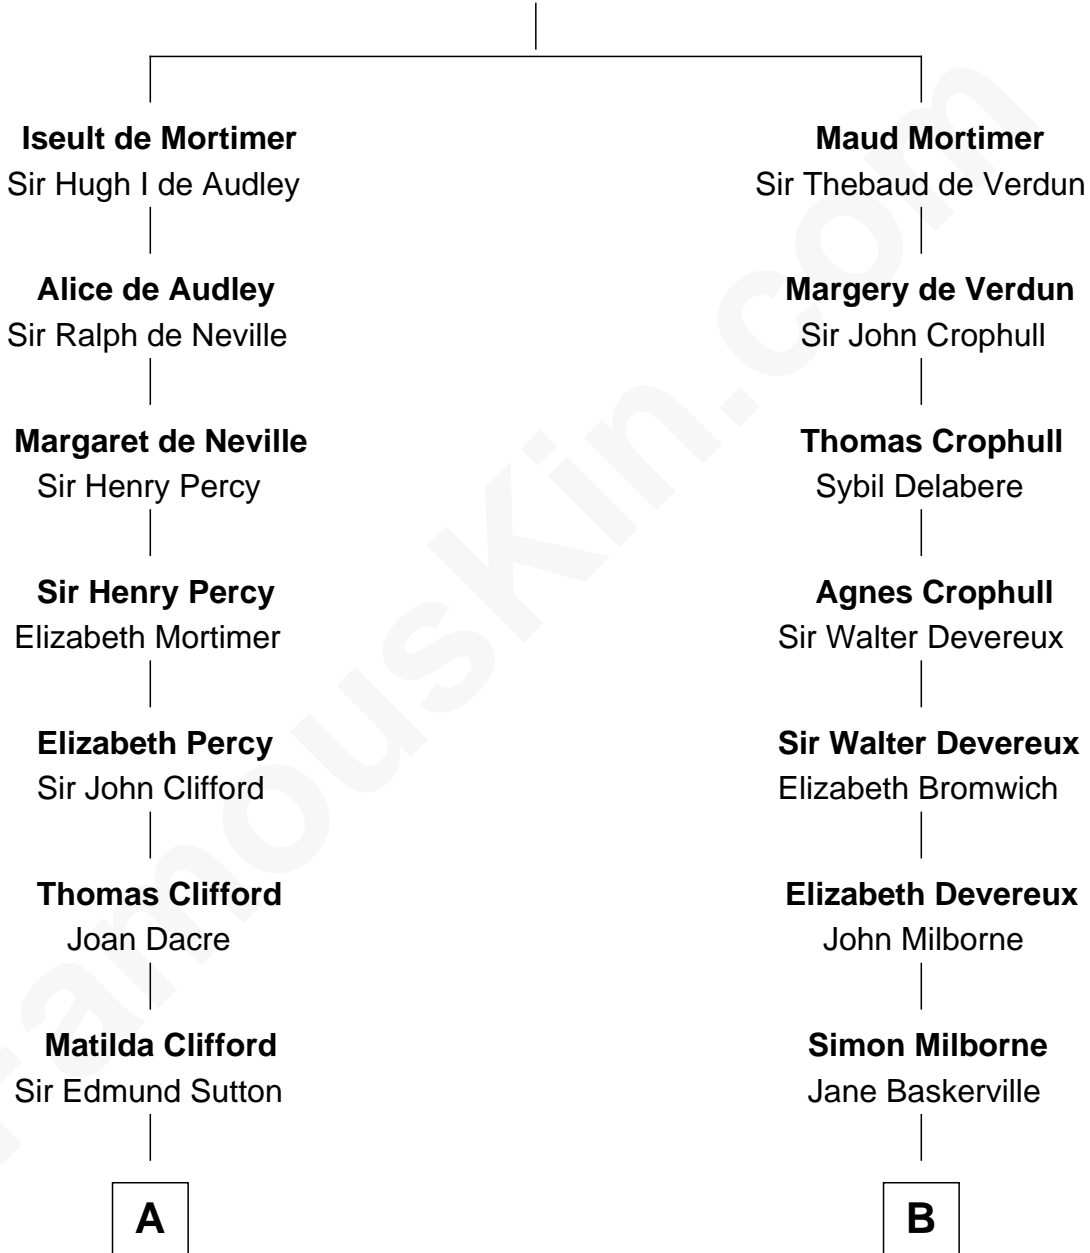 Iseult de Mortimer
Sir Hugh I de Audley
Alice de Audley
Sir Ralph de Neville
Margaret de Neville
Sir Henry Percy
Sir Henry Percy
Elizabeth Mortimer
Elizabeth Percy
Sir John Clifford
Thomas Clifford
Joan Dacre
Matilda Clifford
Sir Edmund Sutton
A
Maud Mortimer
Sir Thebaud de Verdun
Margery de Verdun
Sir John Crophull
Thomas Crophull
Sybil Delabere
Agnes Crophull
Sir Walter Devereux
Sir Walter Devereux
Elizabeth Bromwich
Elizabeth Devereux
John Milborne
Simon Milborne
Jane Baskerville
B
FamousKin.com